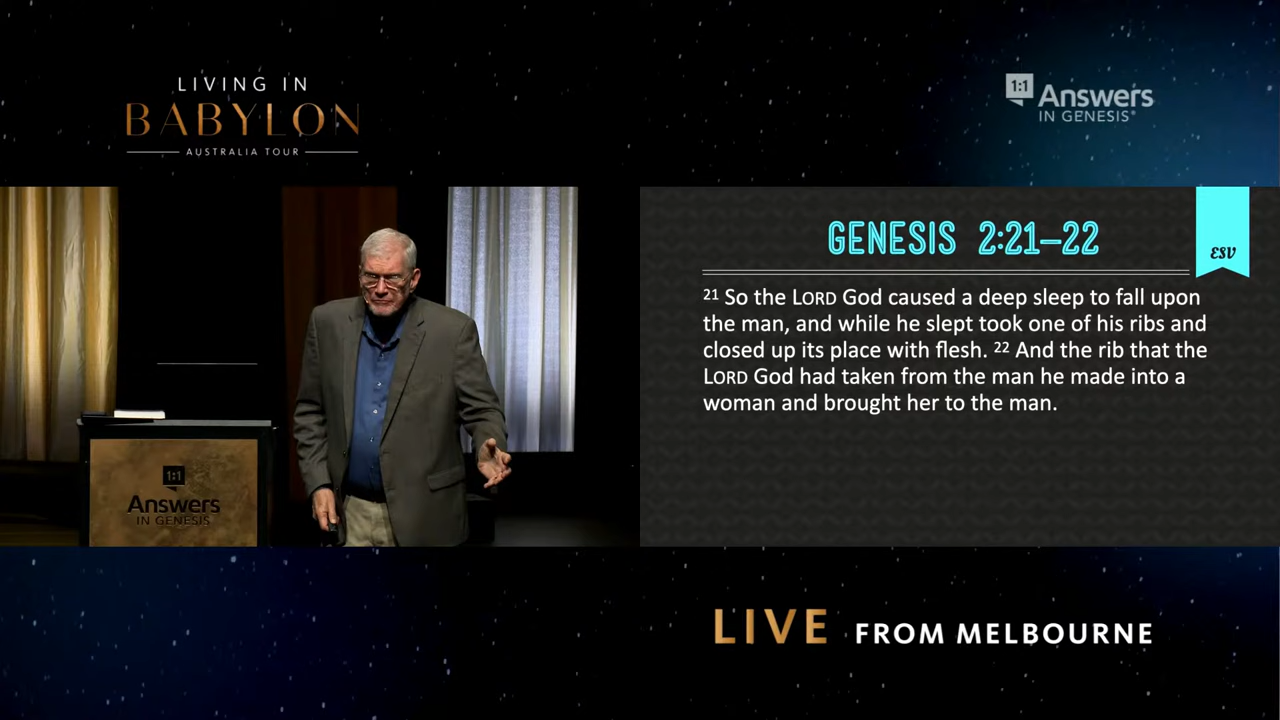 LIVING IN
BABYLON
AUSTRALIA TOUR
1:1
Answers
IN GENESIS®
GENESIS 2:21–22
ESV
21 So the LORD God caused a deep sleep to fall upon
the man, and while he slept took one of his ribs and
closed up its place with flesh. 22 And the rib that the
LORD God had taken from the man he made into a
woman and brought her to the man.
1:1
Answers
IN GENESIS
LIVE FROM MELBOURNE